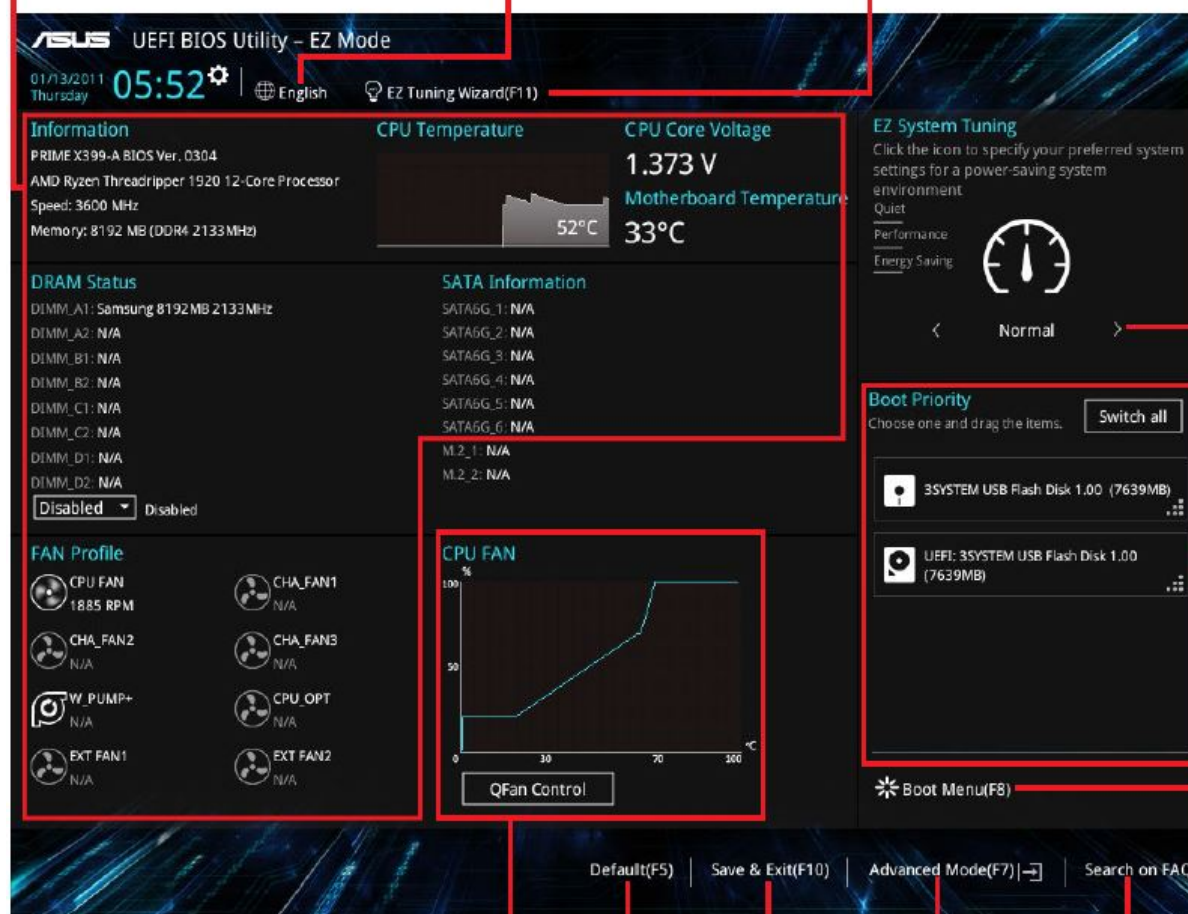 ASUS UEFI BIOS Utility – EZ Mode
01/13/2011
Thursday
05:52
English
EZ Tuning Wizard(F11)
Information
PRIME X399-A BIOS Ver. 0304
AMD Ryzen Threadripper 1920 12-Core Processor
Speed: 3600 MHz
Memory: 8192 MB (DDR4 2133MHz)
CPU Temperature
52°C
CPU Core Voltage
1.373 V
Motherboard Temperature
33°C
EZ System Tuning
Click the icon to specify your preferred system
settings for a power-saving system
environment
Quiet
Performance
Energy Saving
Normal
DRAM Status
DIMM_A1: Samsung 8192MB 2133MHz
DIMM_A2: N/A
DIMM_B1: N/A
DIMM_B2: N/A
DIMM_C1: N/A
DIMM_C2: N/A
DIMM_D1: N/A
DIMM_D2: N/A
Disabled
Disabled
SATA Information
SATA6G_1: N/A
SATA6G_2: N/A
SATA6G_3: N/A
SATA6G_4: N/A
SATA6G_5: N/A
SATA6G_6: N/A
M.2_1: N/A
M.2_2: N/A
Boot Priority
Choose one and drag the items.
Switch all
3SYSTEM USB Flash Disk 1.00 (7639MB)
UEFI: 3SYSTEM USB Flash Disk 1.00
(7639MB)
FAN Profile
CPU FAN
1885 RPM
CHA_FAN1
N/A
CHA_FAN2
N/A
CHA_FAN3
N/A
W_PUMP+
N/A
CPU_OPT
N/A
EXT FAN1
N/A
EXT FAN2
N/A
CPU FAN
%
100
50
0 30 70 100
°C
QFan Control
Boot Menu(F8)
Default(F5)
Save & Exit(F10)
Advanced Mode(F7)
Search on FAQ